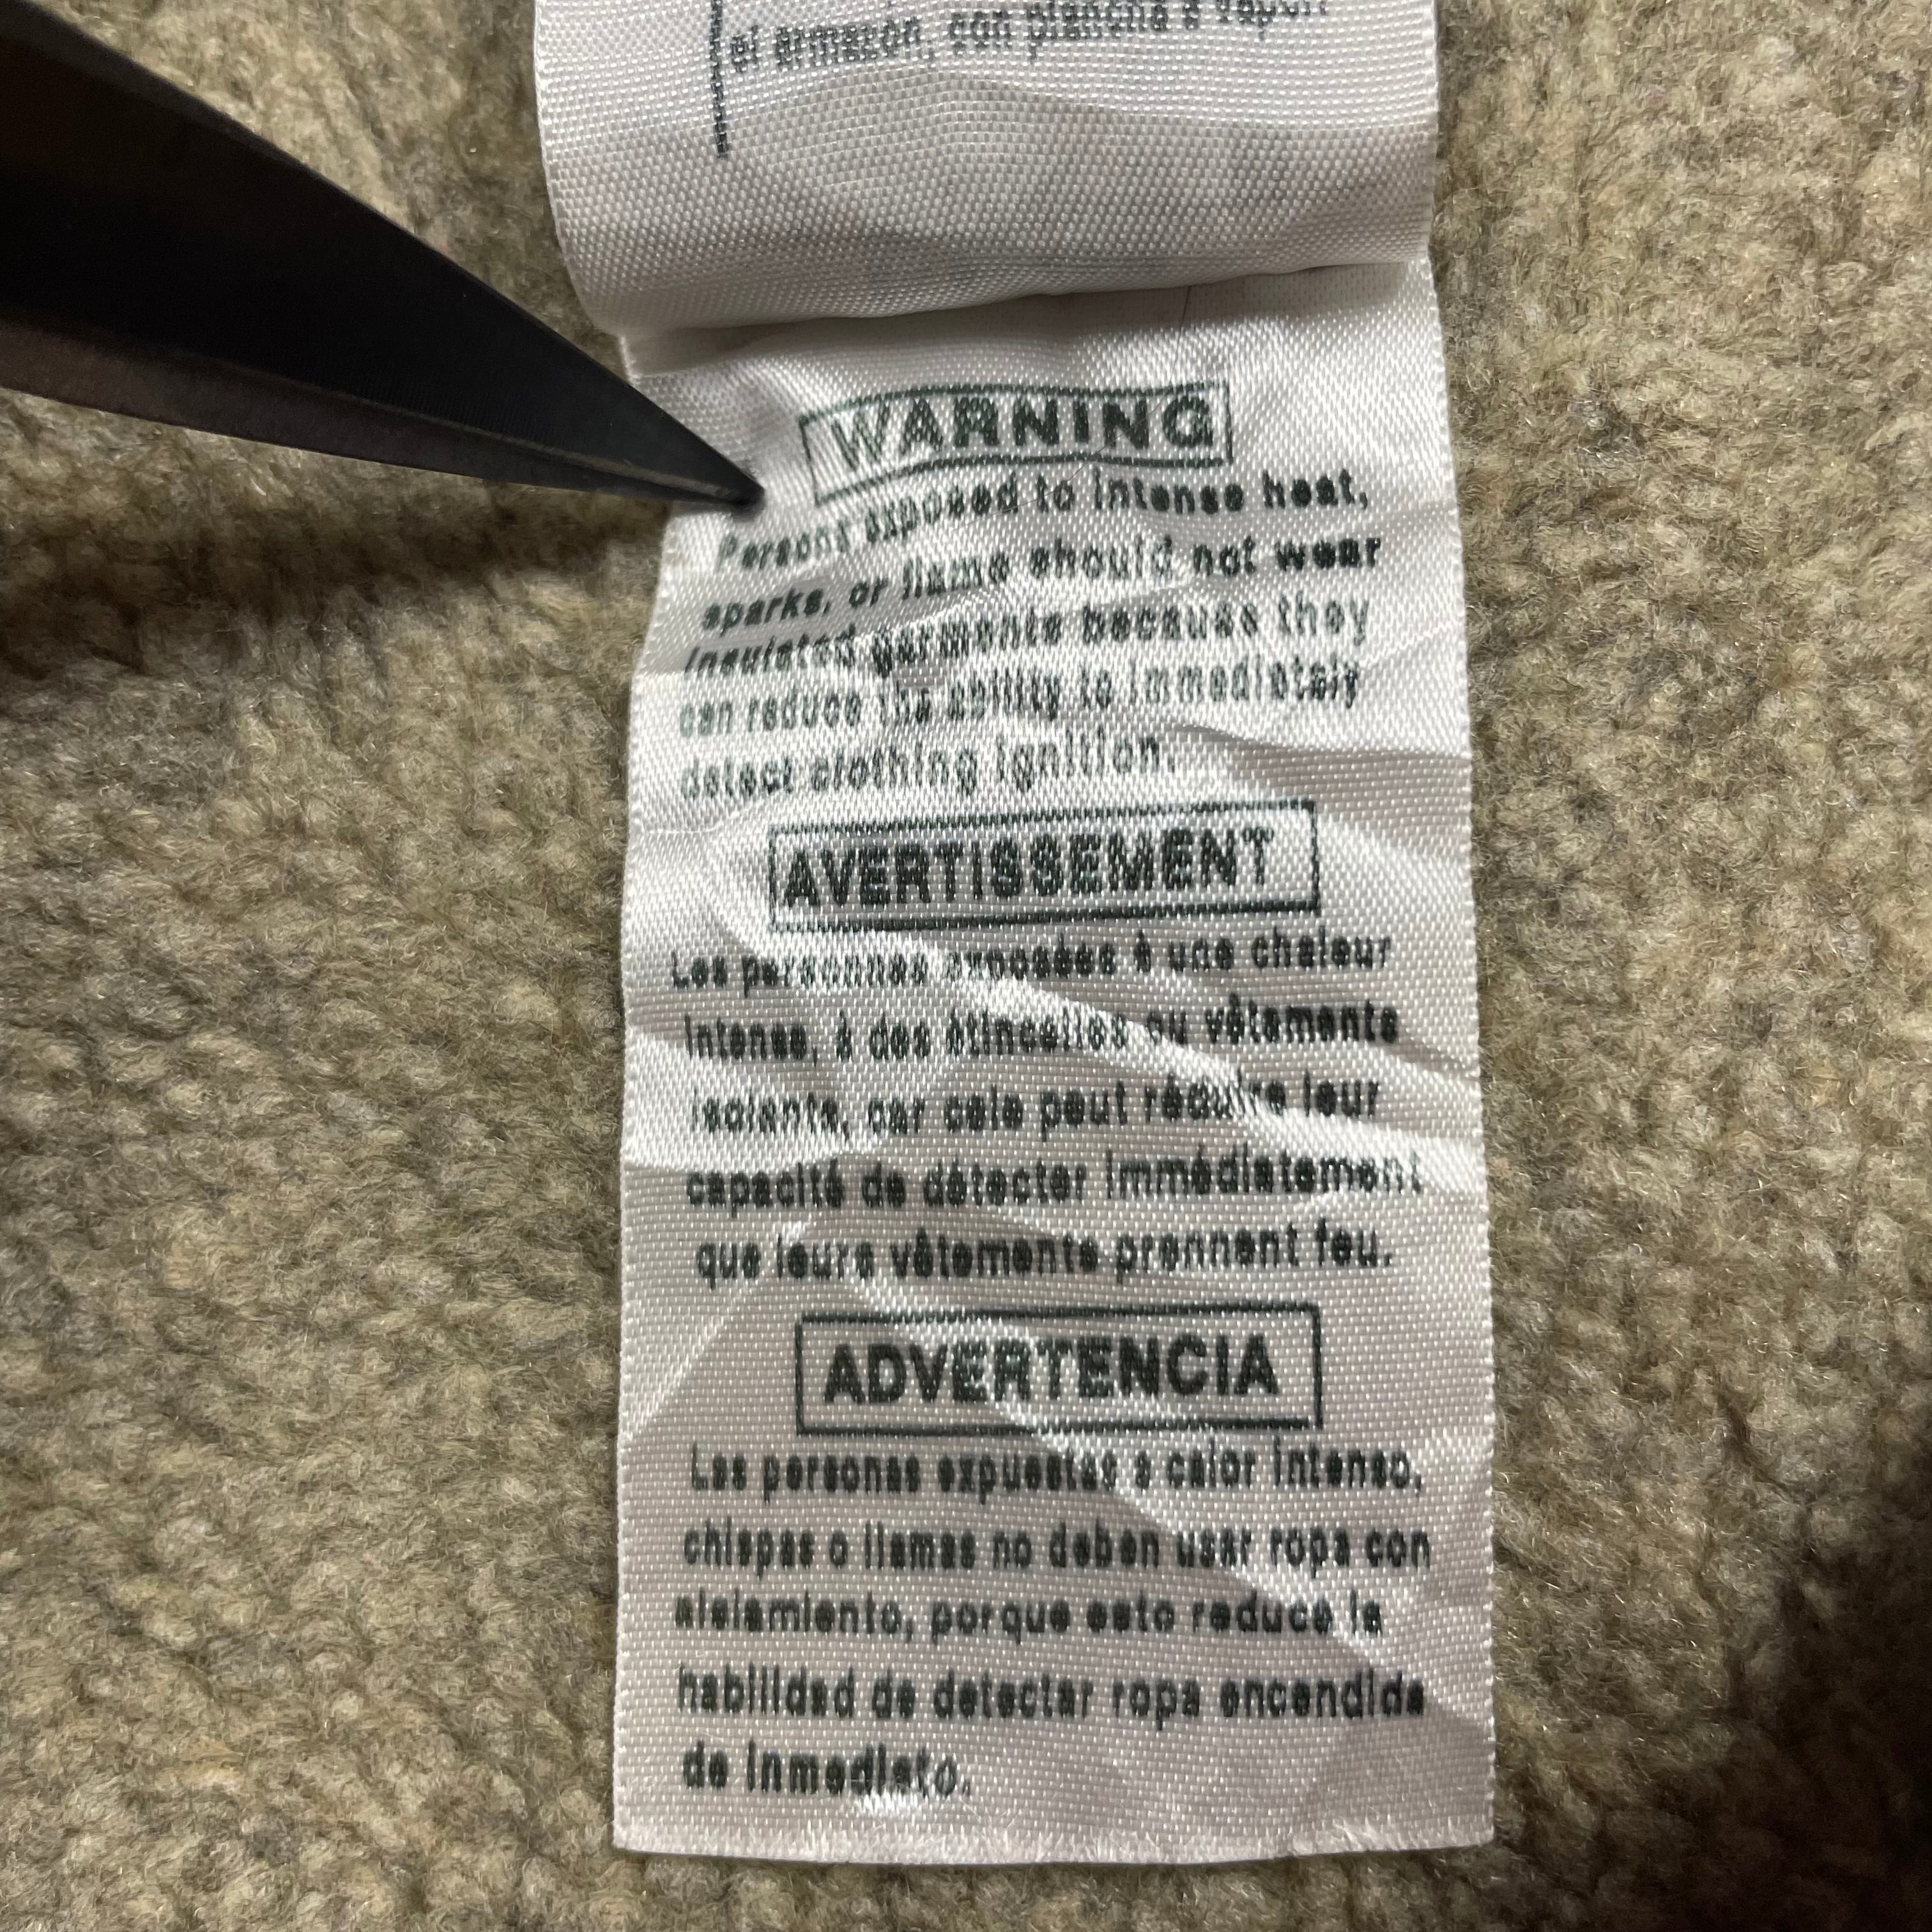 el armazón, con plancha a vapor.
WARNING
Persons exposed to intense heat,
sparks, or flame should not wear
insulated garments because they
can reduce the ability to immediately
detect clothing ignition.
AVERTISSEMENT
Les personnes exposées à une chaleur
intense, à des étincelles ou vêtements
isolants, car cela peut réduire leur
capacité de détecter immédiatement
que leurs vêtements prennent feu.
ADVERTENCIA
Las personas expuestas a calor intenso,
chispas o llamas no deben usar ropa con
aislamiento, porque esto reduce la
habilidad de detectar ropa encendida
de inmediato.